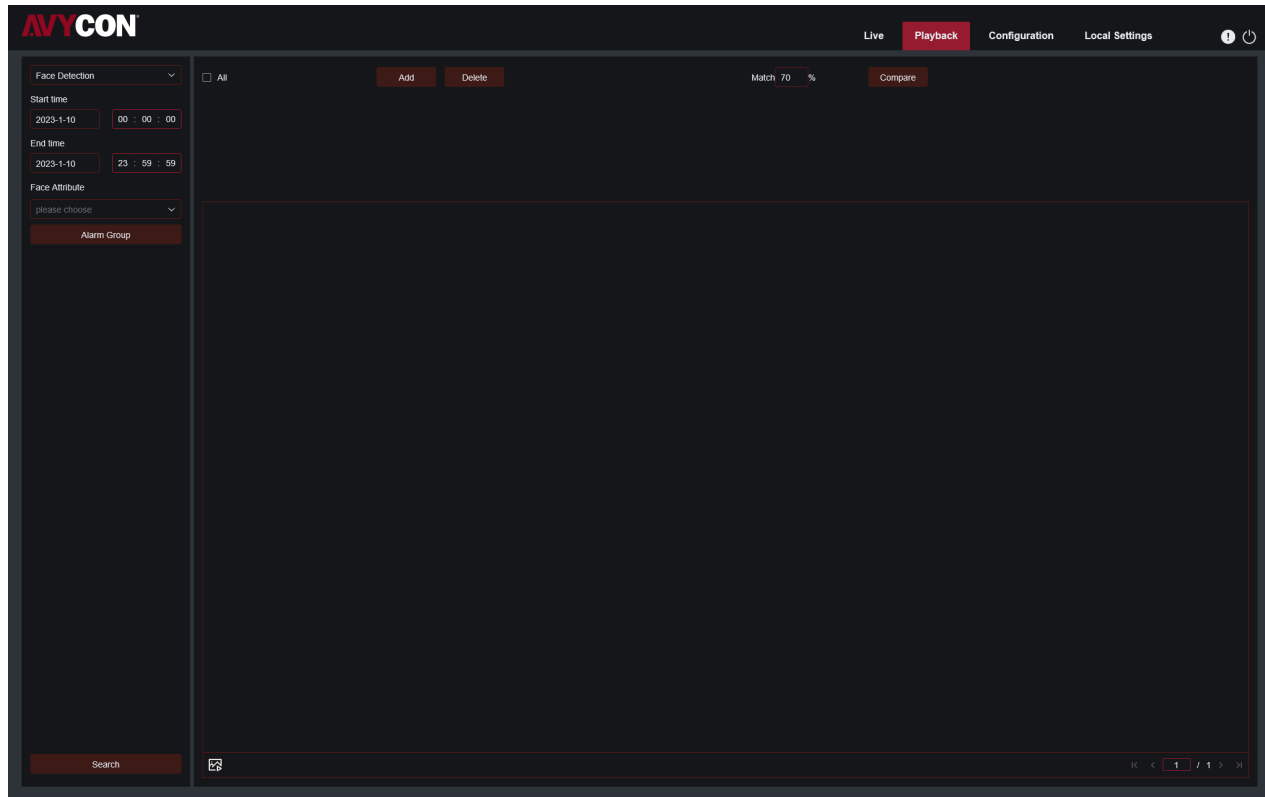 AVYCON
Live Playback Configuration Local Settings
Face Detection
All Add Delete Match 70 % Compare
Start time
2023-1-10 00 : 00 : 00
End time
2023-1-10 23 : 59 : 59
Face Attribute
please choose
Alarm Group
Search
1 / 1